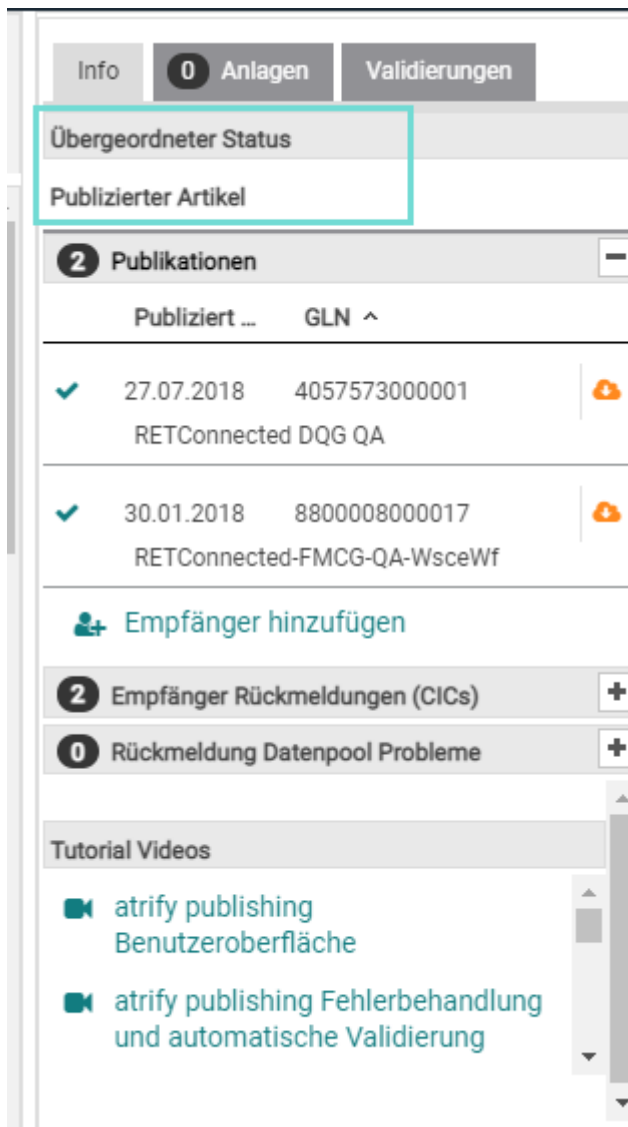 Info 0 Anlagen Validierungen
Übergeordneter Status
Publizierter Artikel
2 Publikationen
Publiziert ... GLN
27.07.2018 4057573000001
RETConnected DQG QA
30.01.2018 8800008000017
RETConnected-FMCG-QA-WsceWf
Empfänger hinzufügen
2 Empfänger Rückmeldungen (CICs)
0 Rückmeldung Datenpool Probleme
Tutorial Videos
atrify publishing
Benutzeroberfläche
atrify publishing Fehlerbehandlung
und automatische Validierung